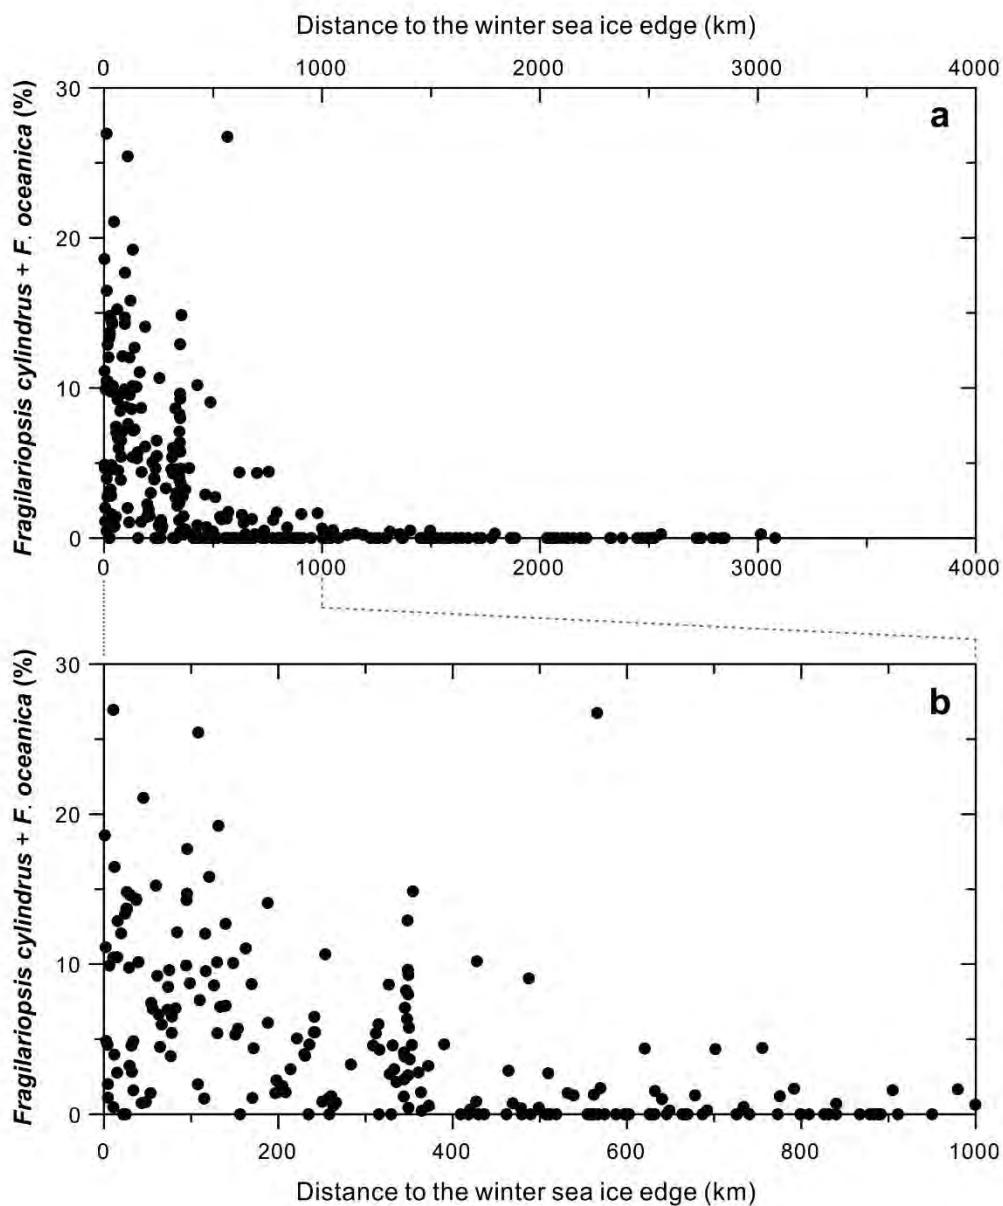 Distance to the winter sea ice edge (km)
0 1000 2000 3000 4000
Fragilariopsis cylindrus + F. oceanica (%)
30
20
10
0
a
0 1000 2000 3000 4000
Fragilariopsis cylindrus + F. oceanica (%)
30
20
10
0
b
0 200 400 600 800 1000
Distance to the winter sea ice edge (km)